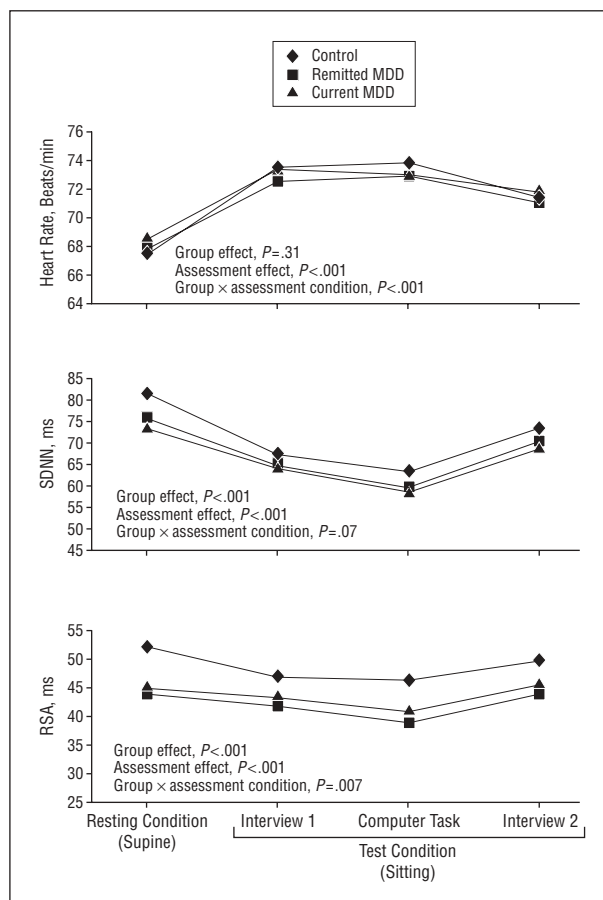 Control
Remitted MDD
Current MDD
76
74
72
70
68
66
64
Heart Rate, Beats/min
Group effect, P=.31
Assessment effect, P<.001
Group × assessment condition, P<.001
85
80
75
70
65
60
55
50
45
SDNN, ms
Group effect, P<.001
Assessment effect, P<.001
Group × assessment condition, P=.07
55
50
45
40
35
30
25
RSA, ms
Group effect, P<.001
Assessment effect, P<.001
Group × assessment condition, P=.007
Resting Condition
(Supine)
Interview 1
Computer Task
Interview 2
Test Condition
(Sitting)